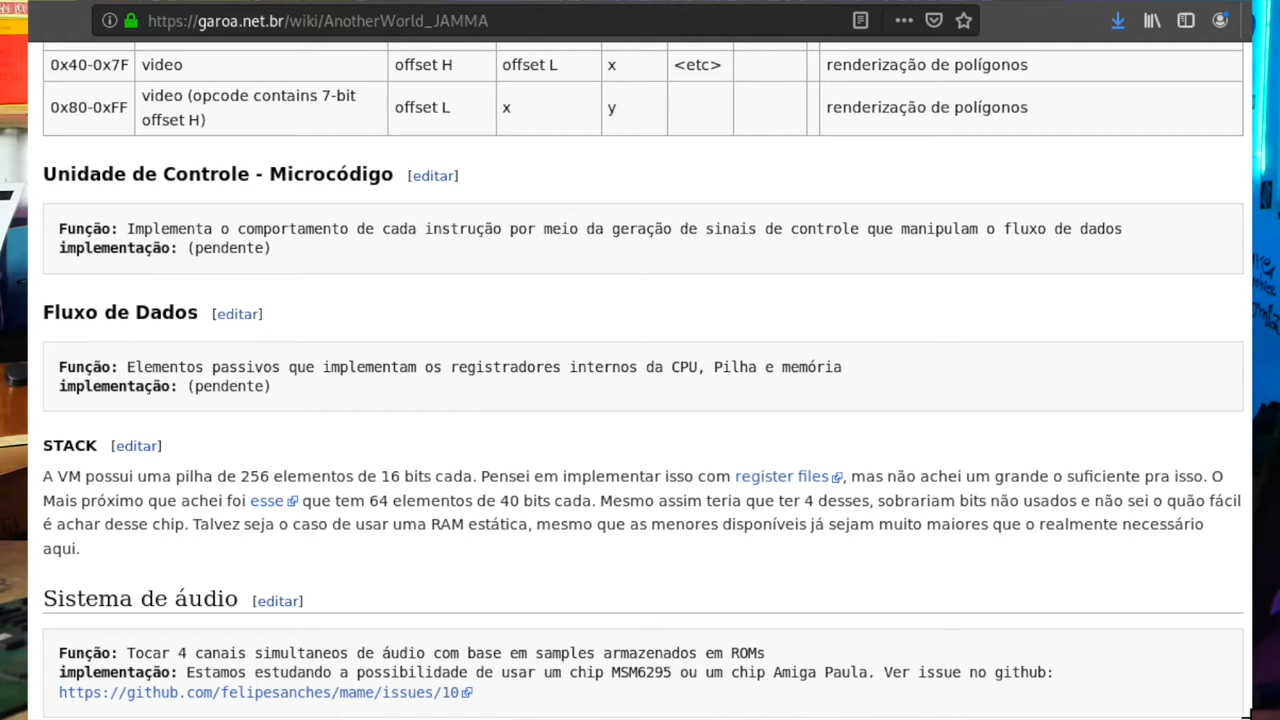 https://garoa.net.br/wiki/AnotherWorld_JAMMA
0x40-0x7F video offset H offset L x <etc> renderização de polígonos
0x80-0xFF video (opcode contains 7-bit offset H) offset L x y renderização de polígonos
Unidade de Controle - Microcódigo [editar]
Função: Implementa o comportamento de cada instrução por meio da geração de sinais de controle que manipulam o fluxo de dados
implementação: (pendente)
Fluxo de Dados [editar]
Função: Elementos passivos que implementam os registradores internos da CPU, Pilha e memória
implementação: (pendente)
STACK [editar]
A VM possui uma pilha de 256 elementos de 16 bits cada. Pensei em implementar isso com register files, mas não achei um grande o suficiente pra isso. O
Mais próximo que achei foi esse que tem 64 elementos de 40 bits cada. Mesmo assim teria que ter 4 desses, sobrariam bits não usados e não sei o quão fácil
é achar desse chip. Talvez seja o caso de usar uma RAM estática, mesmo que as menores disponíveis já sejam muito maiores que o realmente necessário
aqui.
Sistema de áudio [editar]
Função: Tocar 4 canais simultaneos de áudio com base em samples armazenados em ROMs
implementação: Estamos estudando a possibilidade de usar um chip MSM6295 ou um chip Amiga Paula. Ver issue no github:
https://github.com/felipesanches/mame/issues/10